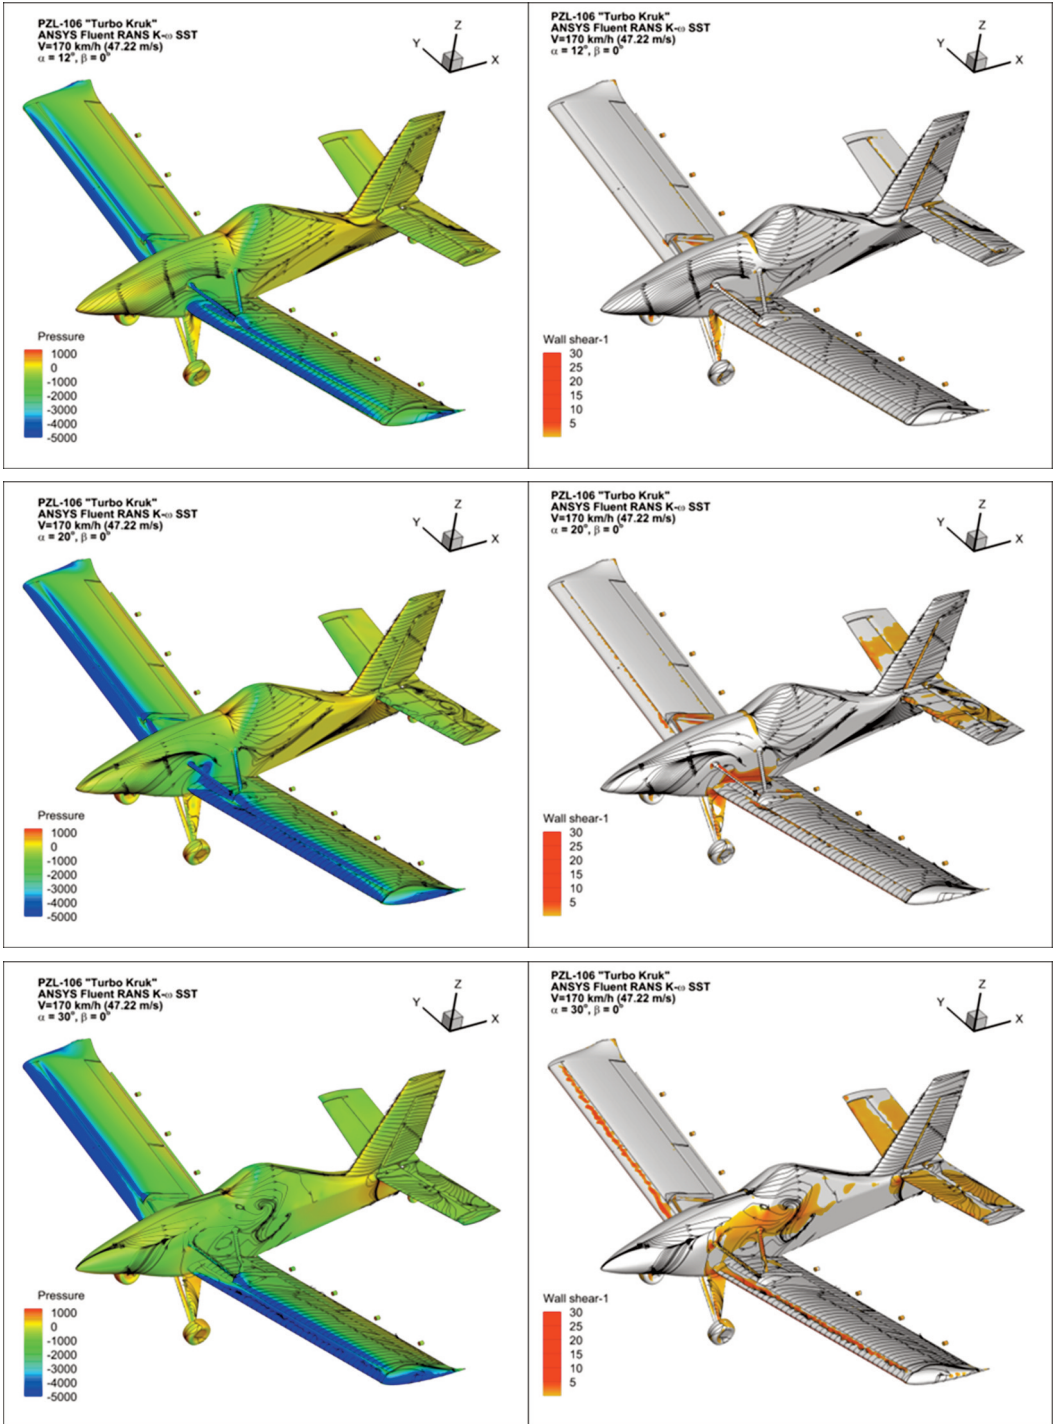 PZL-106 "Turbo Kruk"
ANSYS Fluent RANS K-ω SST
V=170 km/h (47.22 m/s)
α = 12°, β = 0°
Z
Y
X
Pressure
1000
0
-1000
-2000
-3000
-4000
-5000
PZL-106 "Turbo Kruk"
ANSYS Fluent RANS K-ω SST
V=170 km/h (47.22 m/s)
α = 12°, β = 0°
Z
Y
X
Wall shear-1
30
25
20
15
10
5
PZL-106 "Turbo Kruk"
ANSYS Fluent RANS K-ω SST
V=170 km/h (47.22 m/s)
α = 20°, β = 0°
Z
Y
X
Pressure
1000
0
-1000
-2000
-3000
-4000
-5000
PZL-106 "Turbo Kruk"
ANSYS Fluent RANS K-ω SST
V=170 km/h (47.22 m/s)
α = 20°, β = 0°
Z
Y
X
Wall shear-1
30
25
20
15
10
5
PZL-106 "Turbo Kruk"
ANSYS Fluent RANS K-ω SST
V=170 km/h (47.22 m/s)
α = 30°, β = 0°
Z
Y
X
Pressure
1000
0
-1000
-2000
-3000
-4000
-5000
PZL-106 "Turbo Kruk"
ANSYS Fluent RANS K-ω SST
V=170 km/h (47.22 m/s)
α = 30°, β = 0°
Z
Y
X
Wall shear-1
30
25
20
15
10
5